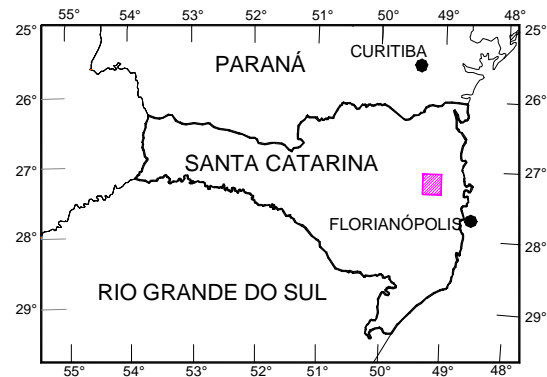 55° 54° 53° 52° 51° 50° 49° 48°
25° 25°
CURITIBA
PARANÁ
26° 26°
SANTA CATARINA
27° 27°
FLORIANÓPOLIS
28° 28°
RIO GRANDE DO SUL
29° 29°
55° 54° 53° 52° 51° 50° 49° 48°